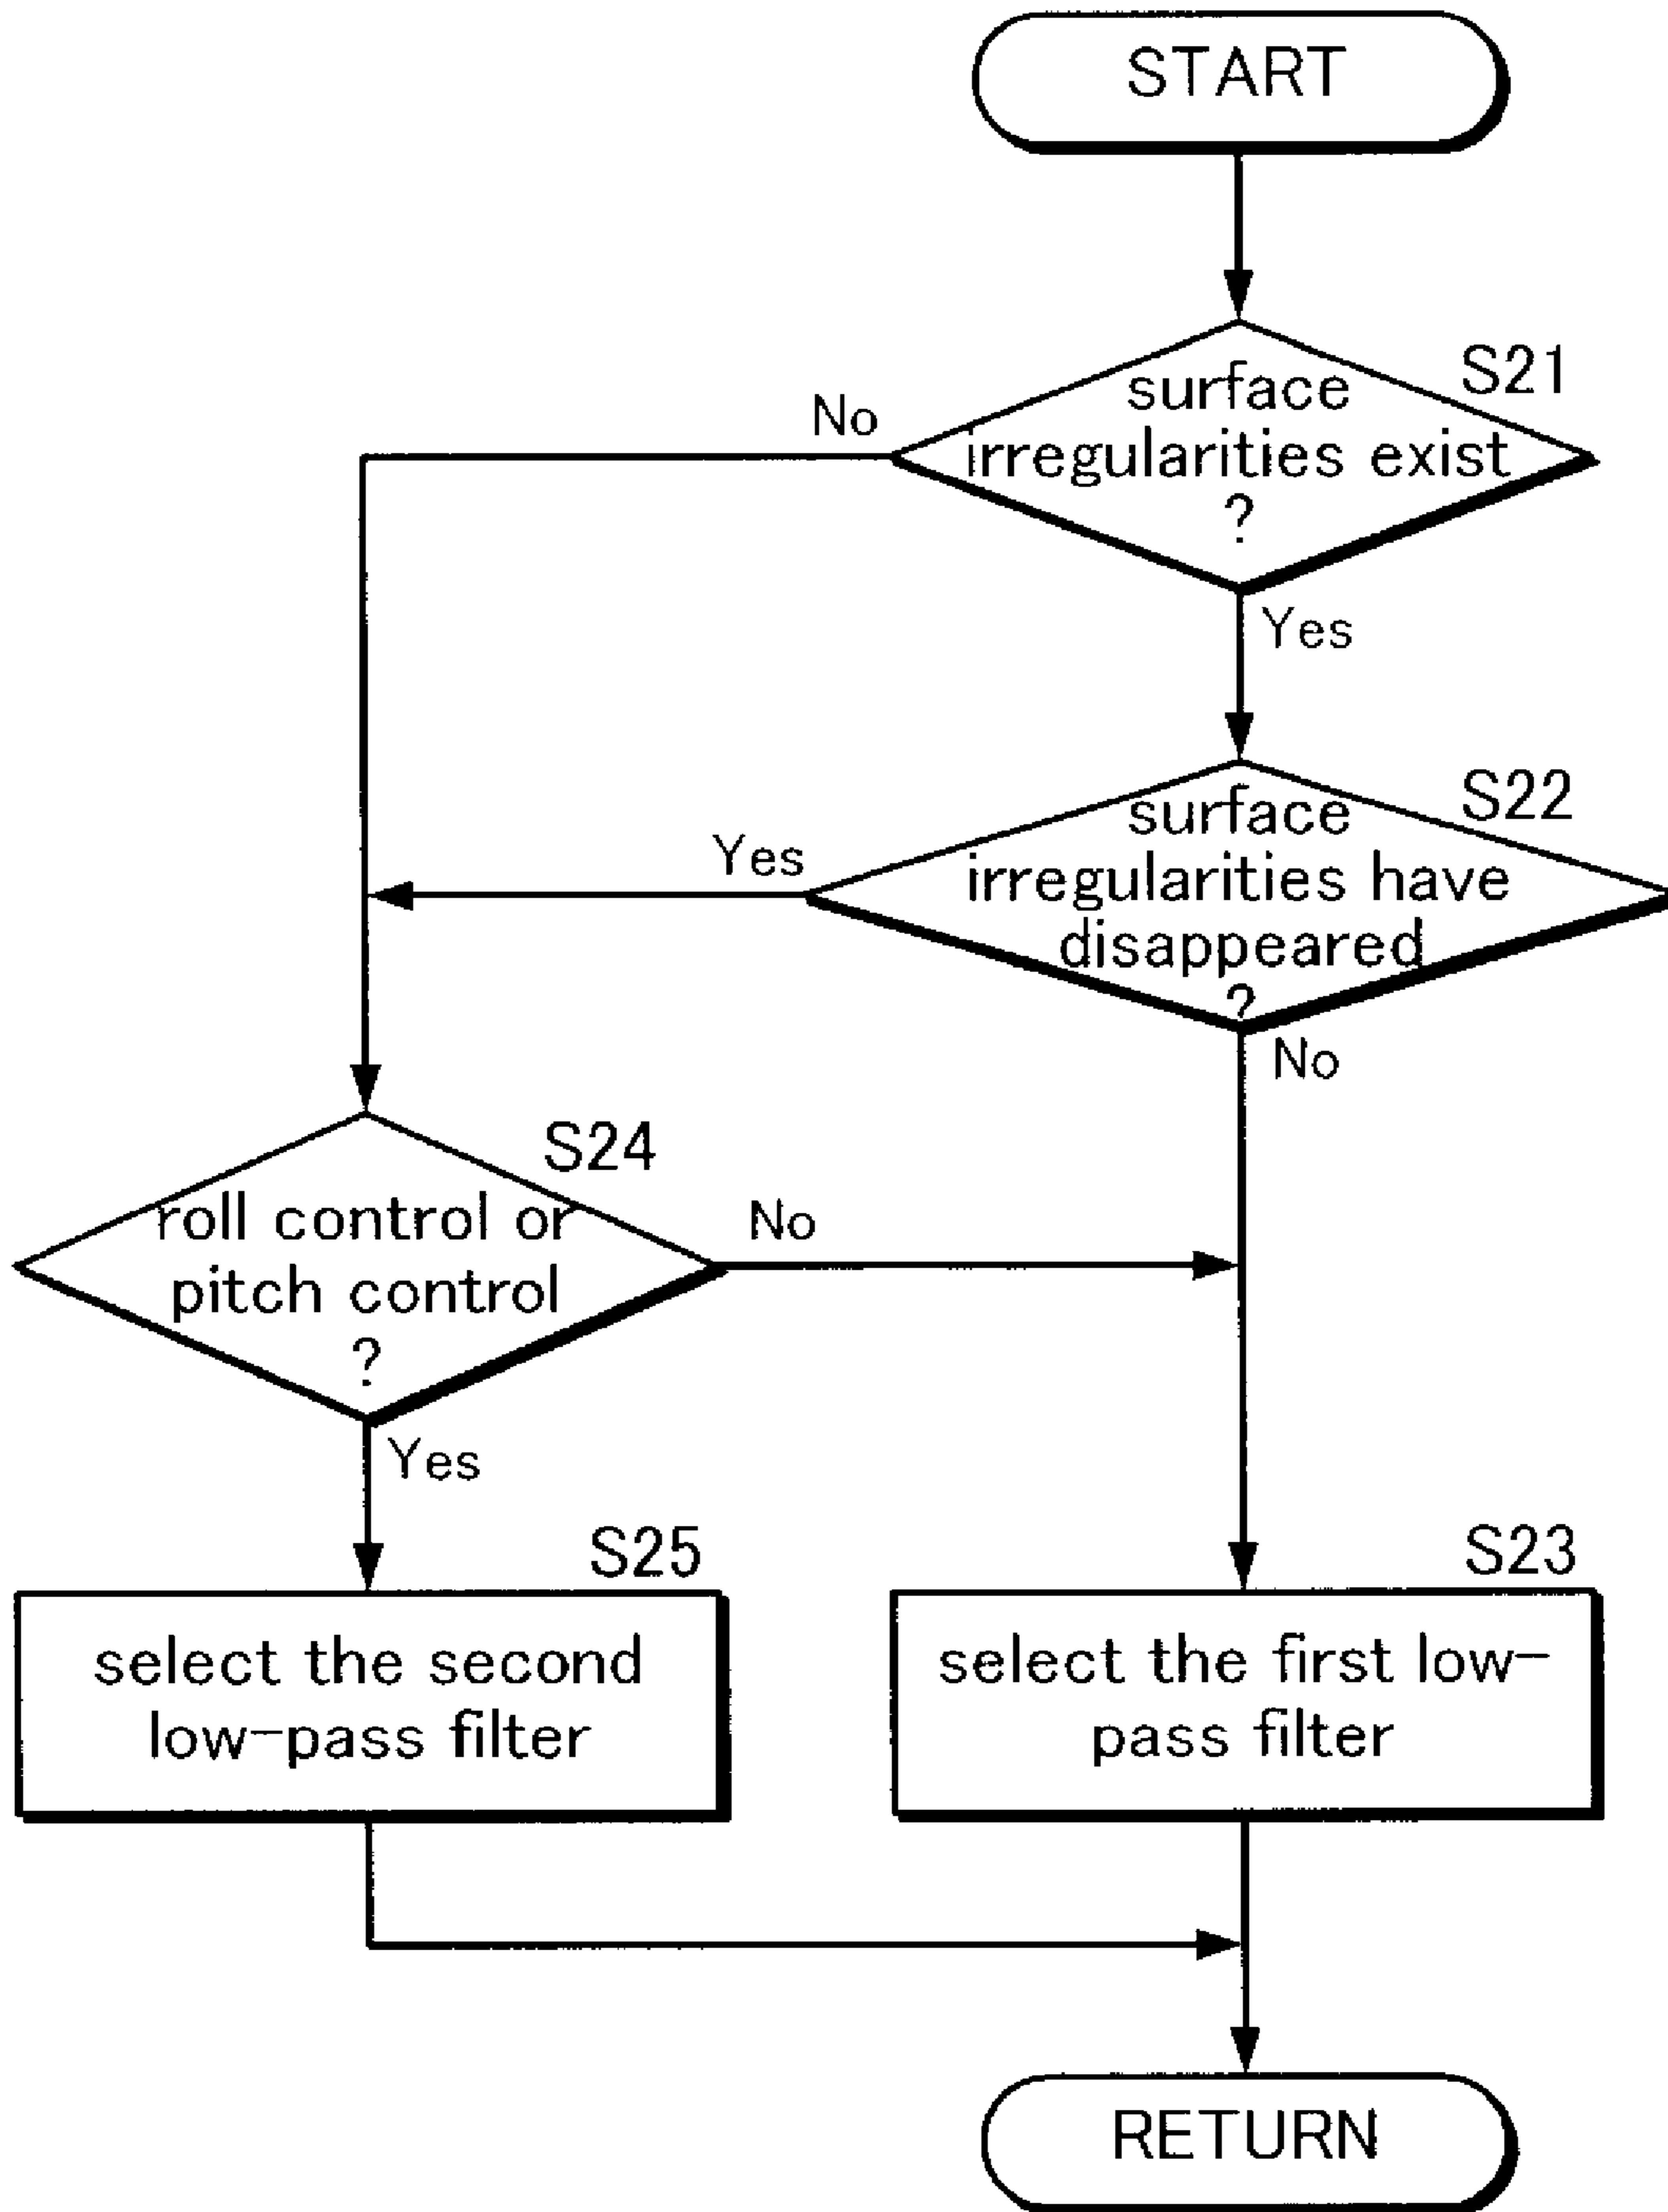 START
S21
surface
irregularities exist
?
No
Yes
S22
surface
irregularities have
disappeared
?
Yes
No
S24
roll control or
pitch control
?
No
Yes
S25
select the second
low-pass filter
S23
select the first low-
pass filter
RETURN